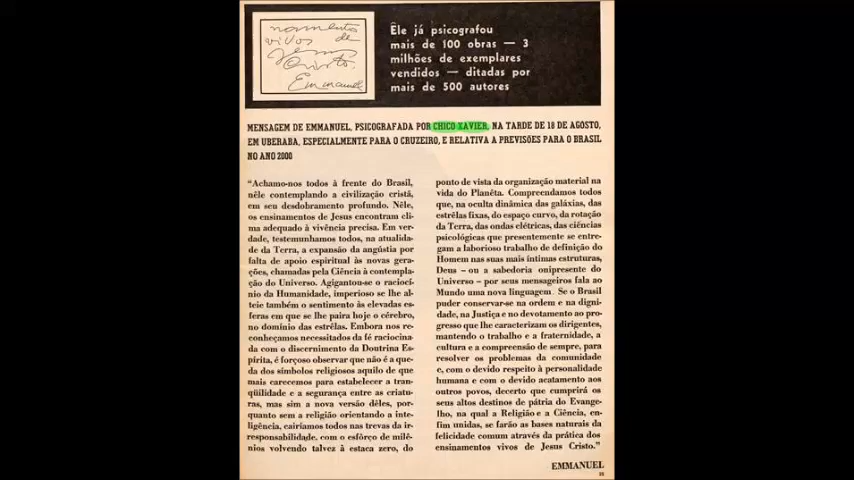 namentos
vivos de
Jesus
Cristo.
Emmanuel
Êle já psicografou
mais de 100 obras — 3
milhões de exemplares
vendidos — ditadas por
mais de 500 autores
MENSAGEM DE EMMANUEL, PSICOGRAFADA POR CHICO XAVIER, NA TARDE DE 18 DE AGOSTO,
EM UBERABA, ESPECIALMENTE PARA O CRUZEIRO, E RELATIVA A PREVISÕES PARA O BRASIL
NO ANO 2000
“Achamo-nos todos à frente do Brasil,
nêle contemplando a civilização cristã,
em seu desdobramento profundo. Nêle,
os ensinamentos de Jesus encontram cli-
ma adequado à vivência precisa. Em ver-
dade, testemunhamos todos, na atualida-
de da Terra, a expansão da angústia por
falta de apoio espiritual às novas gera-
ções, chamadas pela Ciência à contempla-
ção do Universo. Agigantou-se o raciocí-
nio da Humanidade, imperioso se lhe al-
teie também o sentimento às elevadas es-
feras em que se lhe paira hoje o cérebro,
no domínio das estrêlas. Embora nos re-
conheçamos necessitados da fé raciocina-
da com o discernimento da Doutrina Es-
pírita, é forçoso observar que não é a que-
da dos símbolos religiosos aquilo de que
mais carecemos para estabelecer a tran-
qüilidade e a segurança entre as criatu-
ras, mas sim a nova versão dêles, por-
quanto sem a religião orientando a inte-
ligência, cairíamos todos nas trevas da ir-
responsabilidade, com o esfôrço de milê-
nios volvendo talvez à estaca zero, do
ponto de vista da organização material na
vida do Planêta. Compreendamos todos
que, na oculta dinâmica das galáxias, das
estrêlas fixas, do espaço curvo, da rotação
da Terra, das ondas elétricas, das ciências
psicológicas que presentemente se entre-
gam a laborioso trabalho de definição do
Homem nas suas mais íntimas estruturas,
Deus – ou a sabedoria onipresente do
Universo – por seus mensageiros fala ao
Mundo uma nova linguagem. Se o Brasil
puder conservar-se na ordem e na digni-
dade, na Justiça e no devotamento ao pro-
gresso que lhe caracterizam os dirigentes,
mantendo o trabalho e a fraternidade, a
cultura e a compreensão de sempre, para
resolver os problemas da comunidade
e, com o devido respeito à personalidade
humana e com o devido acatamento aos
outros povos, decerto que cumprirá os
seus altos destinos de pátria do Evange-
lho, na qual a Religião e a Ciência, en-
fim unidas, se farão as bases naturais da
felicidade comum através da prática dos
ensinamentos vivos de Jesus Cristo.”
EMMANUEL